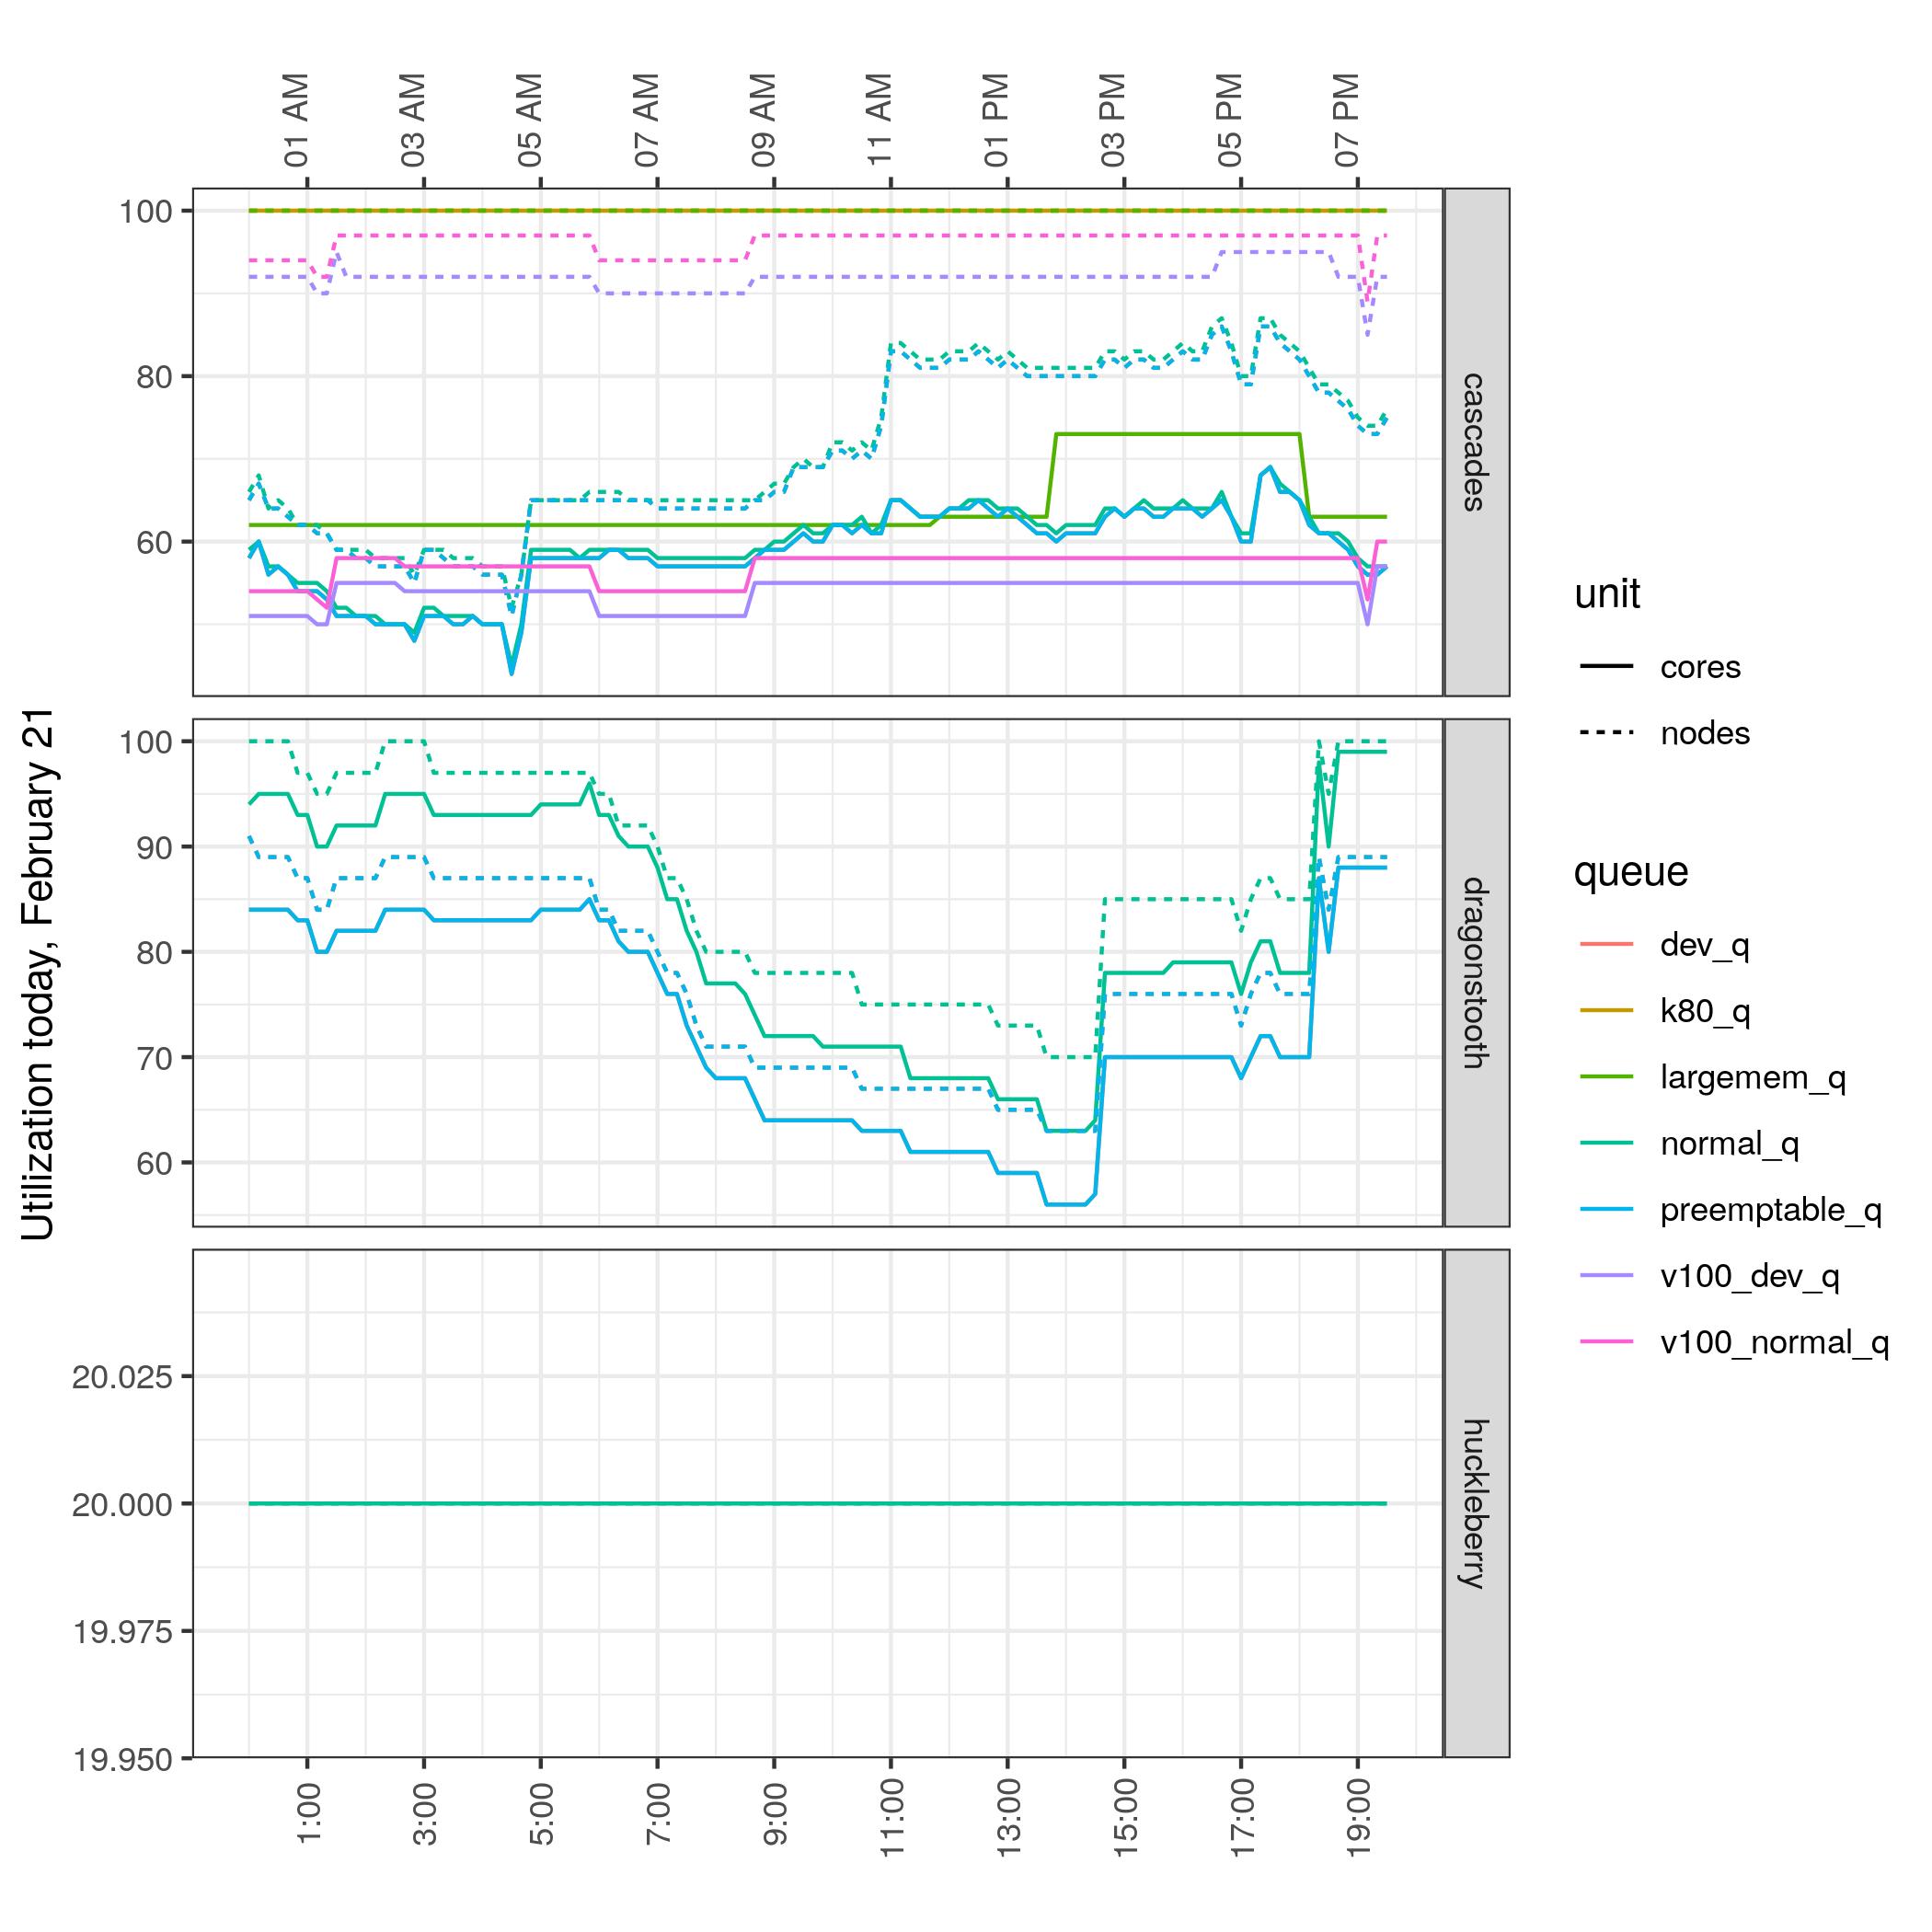 01 AM
03 AM
05 AM
07 AM
09 AM
11 AM
01 PM
03 PM
05 PM
07 PM
Utilization today, February 21
100
80
60
cascades
100
90
80
70
60
dragonstooth
20.025
20.000
19.975
19.950
huckleberry
1:00
3:00
5:00
7:00
9:00
11:00
13:00
15:00
17:00
19:00
unit
cores
nodes
queue
dev_q
k80_q
largemem_q
normal_q
preemptable_q
v100_dev_q
v100_normal_q